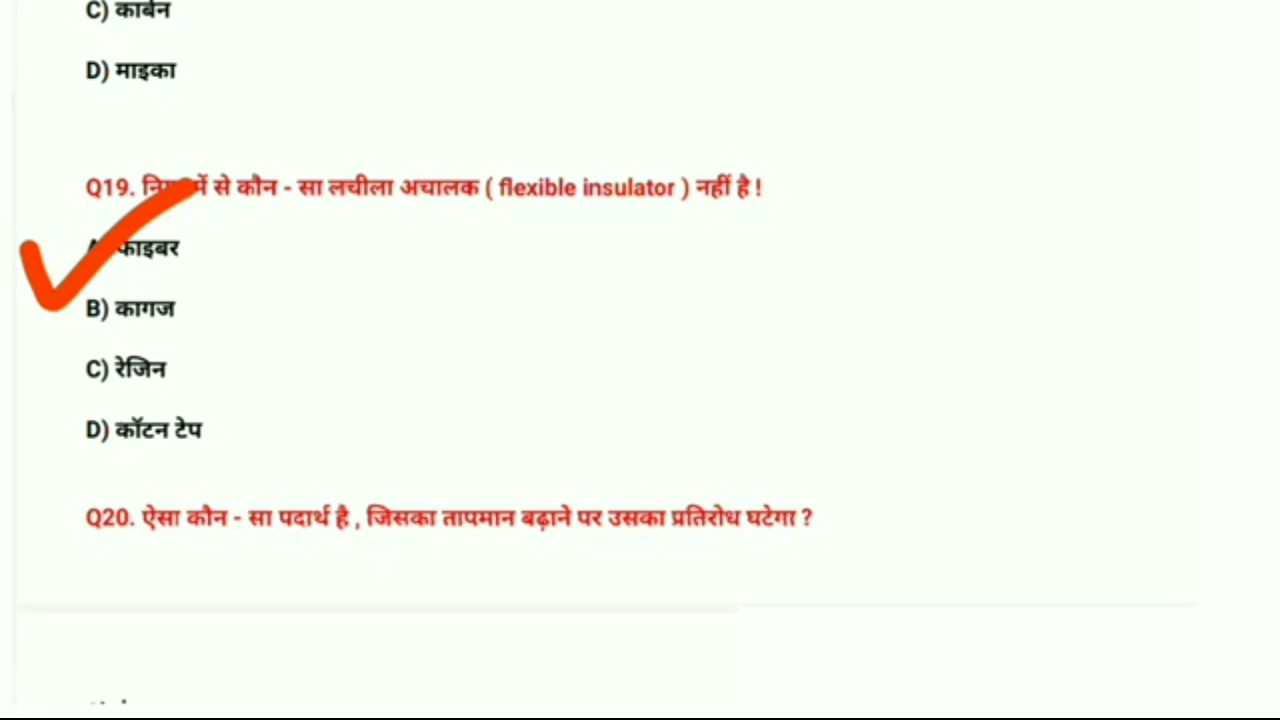 C) कार्बन
D) माइका
Q19. में से कौन - सा लचीला अचालक ( flexible insulator ) नहीं है !
फाइबर
B) कागज
C) रेजिन
D) कॉटन टेप
Q20. ऐसा कौन - सा पदार्थ है , जिसका तापमान बढ़ाने पर उसका प्रतिरोध घटेगा ?